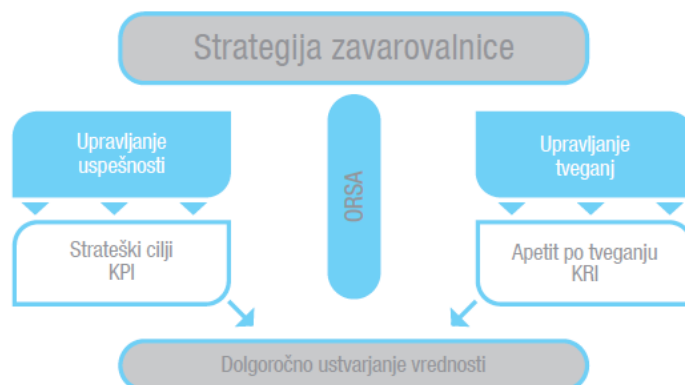 Strategija zavarovalnice
Upravljanje
uspešnosti
ORSA
Upravljanje
tveganj
Strateški cilji
KPI
Apetit po tveganju
KRI
Dolgoročno ustvarjanje vrednosti